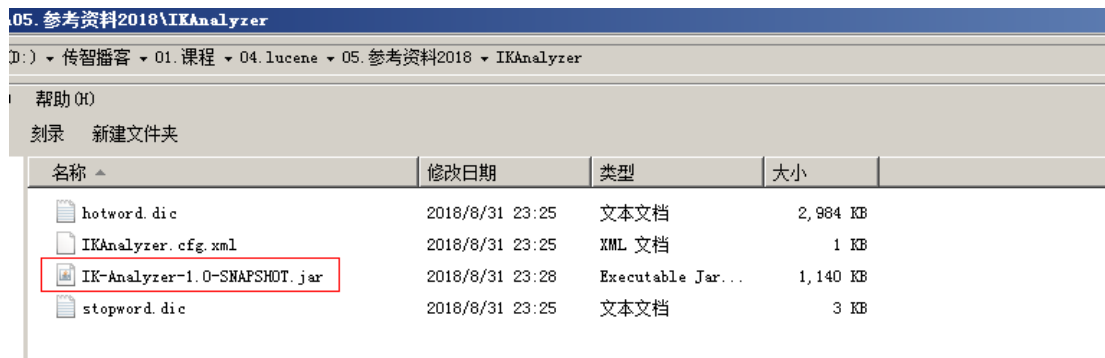 05. 参考资料2018\IKAnalyzer
D:) ▾ 传智播客 ▾ 01.课程 ▾ 04.lucene ▾ 05.参考资料2018 ▾ IKAnalyzer
帮助(H)
刻录 新建文件夹
名称 修改日期 类型 大小
hotword.dic 2018/8/31 23:25 文本文档 2,984 KB
IKAnalyzer.cfg.xml 2018/8/31 23:25 XML 文档 1 KB
IK-Analyzer-1.0-SNAPSHOT.jar 2018/8/31 23:28 Executable Jar... 1,140 KB
stopword.dic 2018/8/31 23:25 文本文档 3 KB